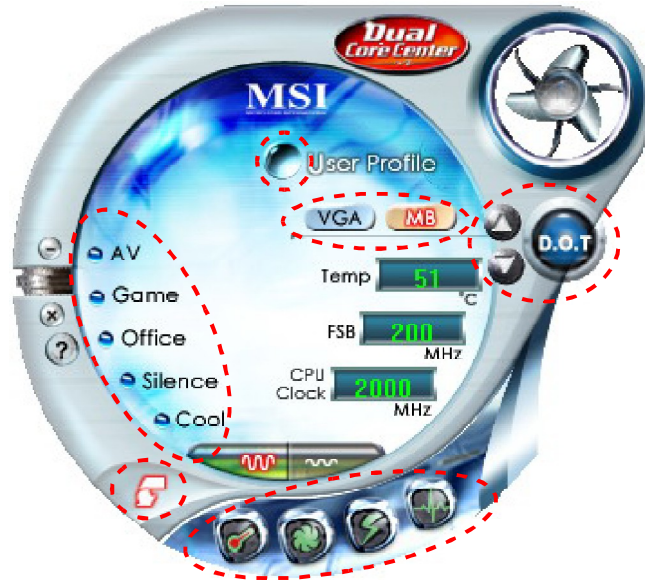 Dual
Core Center
MSI
User Profile
VGA MB
D.O.T
AV
Temp 51
°C
Game
FSB 200
MHz
Office
?
CPU
Clock 2000
MHz
Silence
Cool